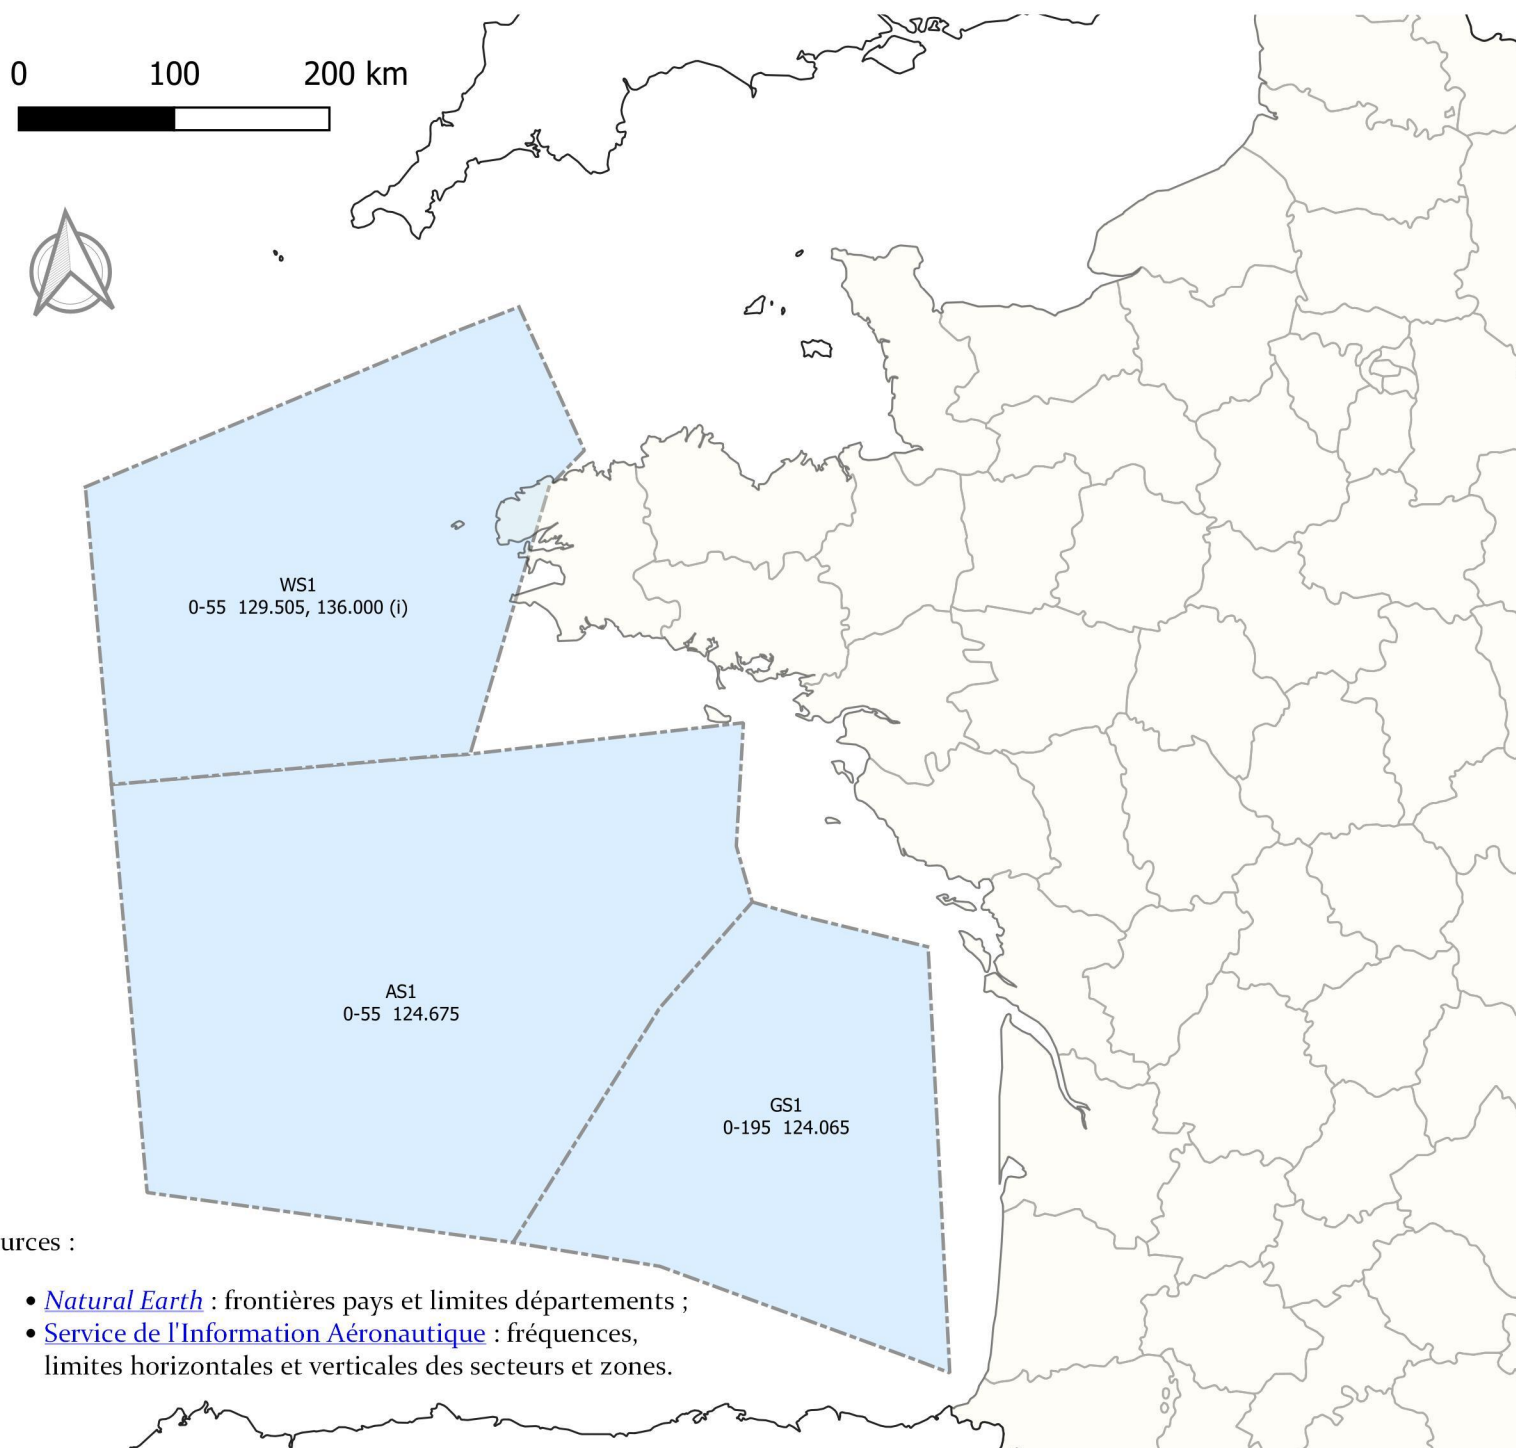 0 100 200 km
WS1
0-55 129.505, 136.000 (i)
AS1
0-55 124.675
GS1
0-195 124.065
urces :
• Natural Earth : frontières pays et limites départements ;
• Service de l'Information Aéronautique : fréquences,
limites horizontales et verticales des secteurs et zones.